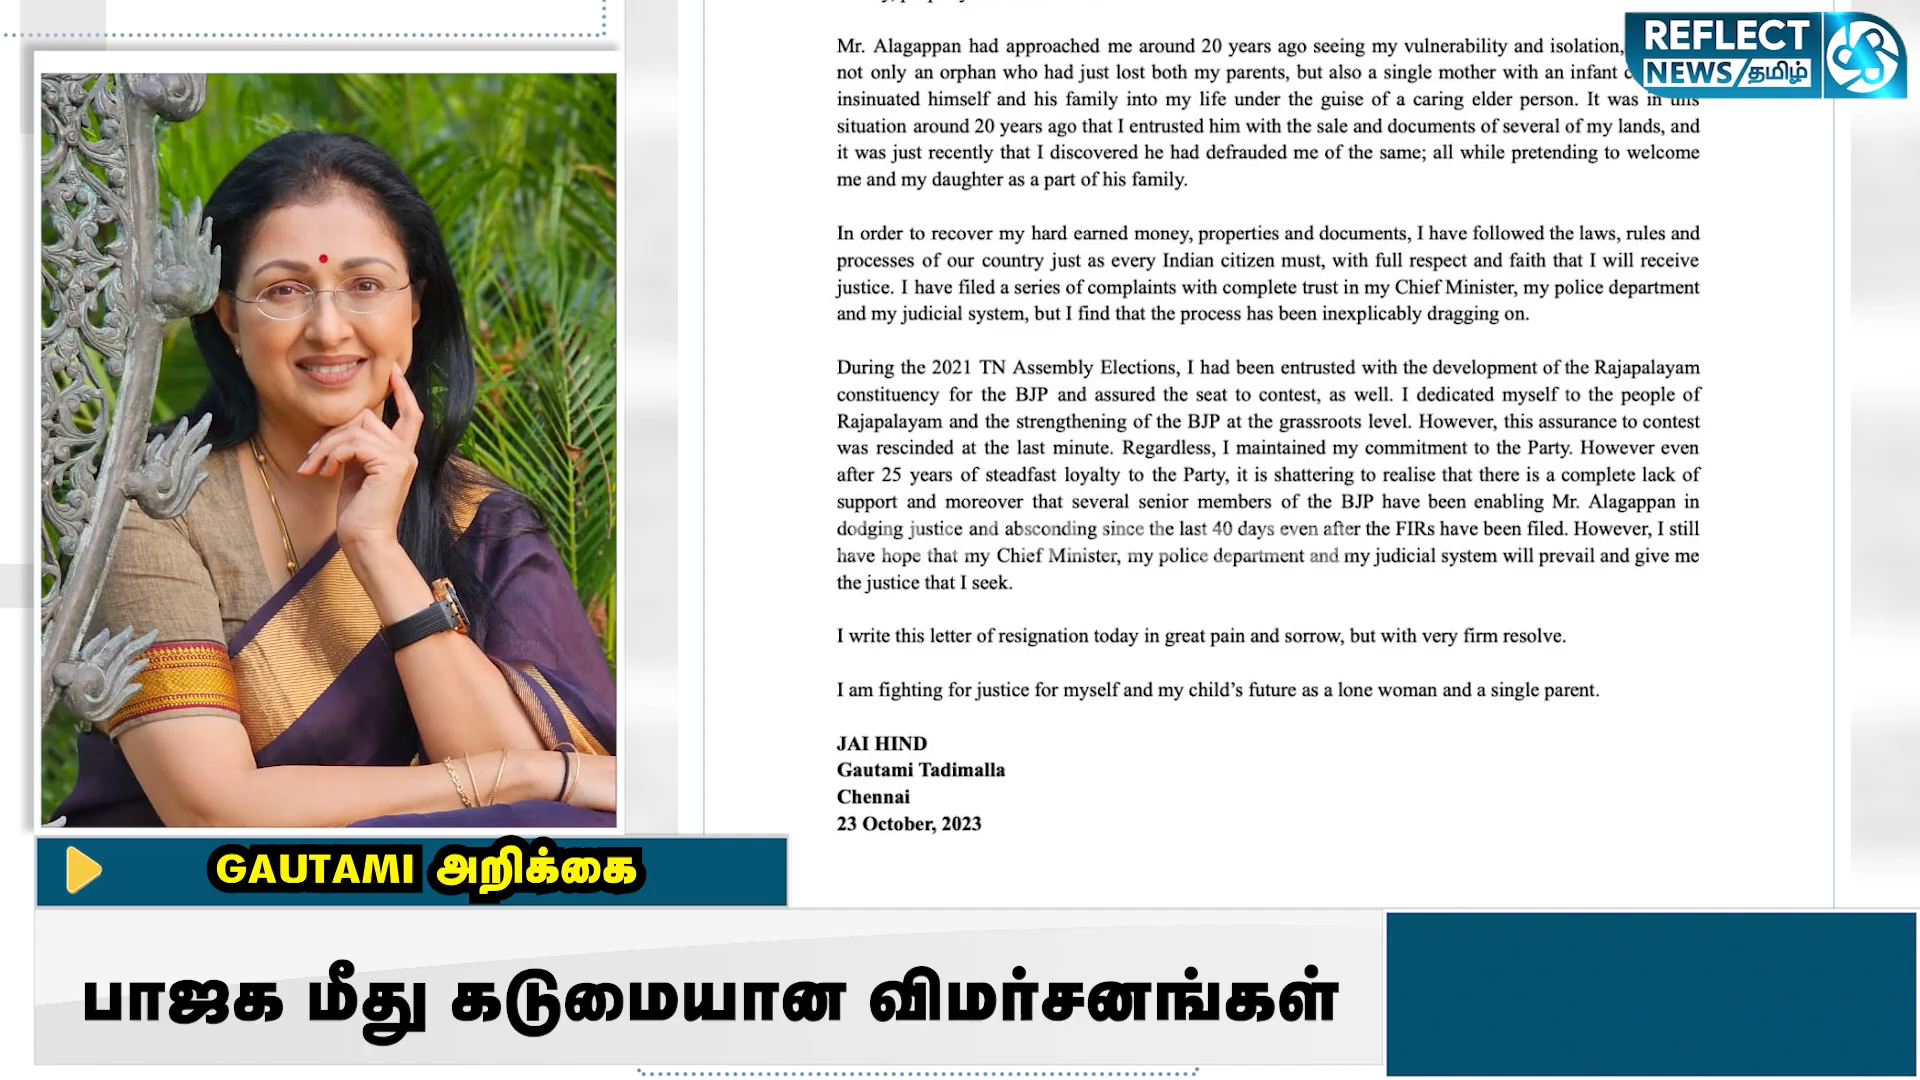 REFLECT
NEWS/தமிழ்
Mr. Alagappan had approached me around 20 years ago seeing my vulnerability and isolation,
not only an orphan who had just lost both my parents, but also a single mother with an infant
insinuated himself and his family into my life under the guise of a caring elder person. It was in this
situation around 20 years ago that I entrusted him with the sale and documents of several of my lands, and
it was just recently that I discovered he had defrauded me of the same; all while pretending to welcome
me and my daughter as a part of his family.
In order to recover my hard earned money, properties and documents, I have followed the laws, rules and
processes of our country just as every Indian citizen must, with full respect and faith that I will receive
justice. I have filed a series of complaints with complete trust in my Chief Minister, my police department
and my judicial system, but I find that the process has been inexplicably dragging on.
During the 2021 TN Assembly Elections, I had been entrusted with the development of the Rajapalayam
constituency for the BJP and assured the seat to contest, as well. I dedicated myself to the people of
Rajapalayam and the strengthening of the BJP at the grassroots level. However, this assurance to contest
was rescinded at the last minute. Regardless, I maintained my commitment to the Party. However even
after 25 years of steadfast loyalty to the Party, it is shattering to realise that there is a complete lack of
support and moreover that several senior members of the BJP have been enabling Mr. Alagappan in
dodging justice and absconding since the last 40 days even after the FIRs have been filed. However, I still
have hope that my Chief Minister, my police department and my judicial system will prevail and give me
the justice that I seek.
I write this letter of resignation today in great pain and sorrow, but with very firm resolve.
I am fighting for justice for myself and my child’s future as a lone woman and a single parent.
JAI HIND
Gautami Tadimalla
Chennai
23 October, 2023
GAUTAMI அறிக்கை
பாஜக மீது கடுமையான விமர்சனங்கள்